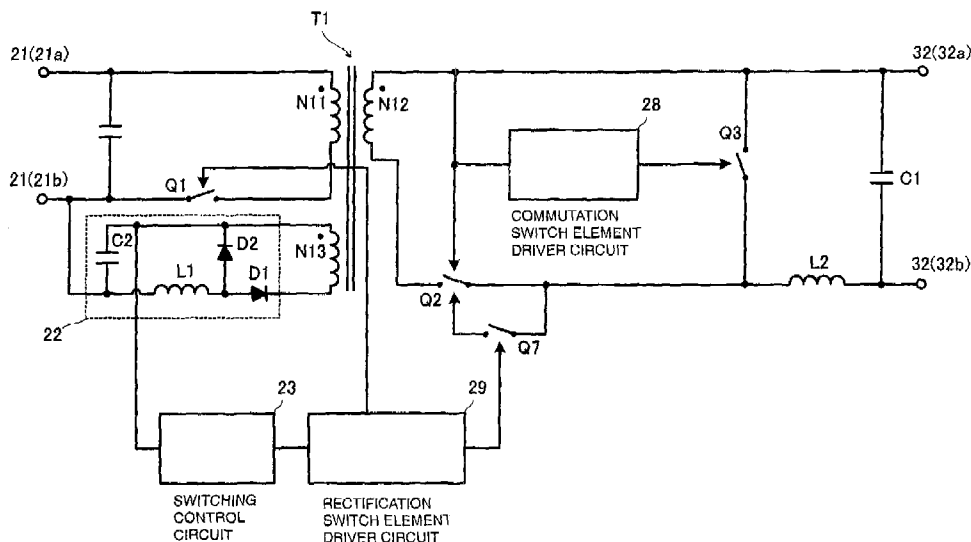 T1
21(21a)
32(32a)
N11
N12
28
Q3
21(21b)
Q1
C1
COMMUTATION
SWITCH ELEMENT
DRIVER CIRCUIT
C2
D2
N13
L1
D1
L2
32(32b)
Q2
22
Q7
23
29
SWITCHING
CONTROL
CIRCUIT
RECTIFICATION
SWITCH ELEMENT
DRIVER CIRCUIT